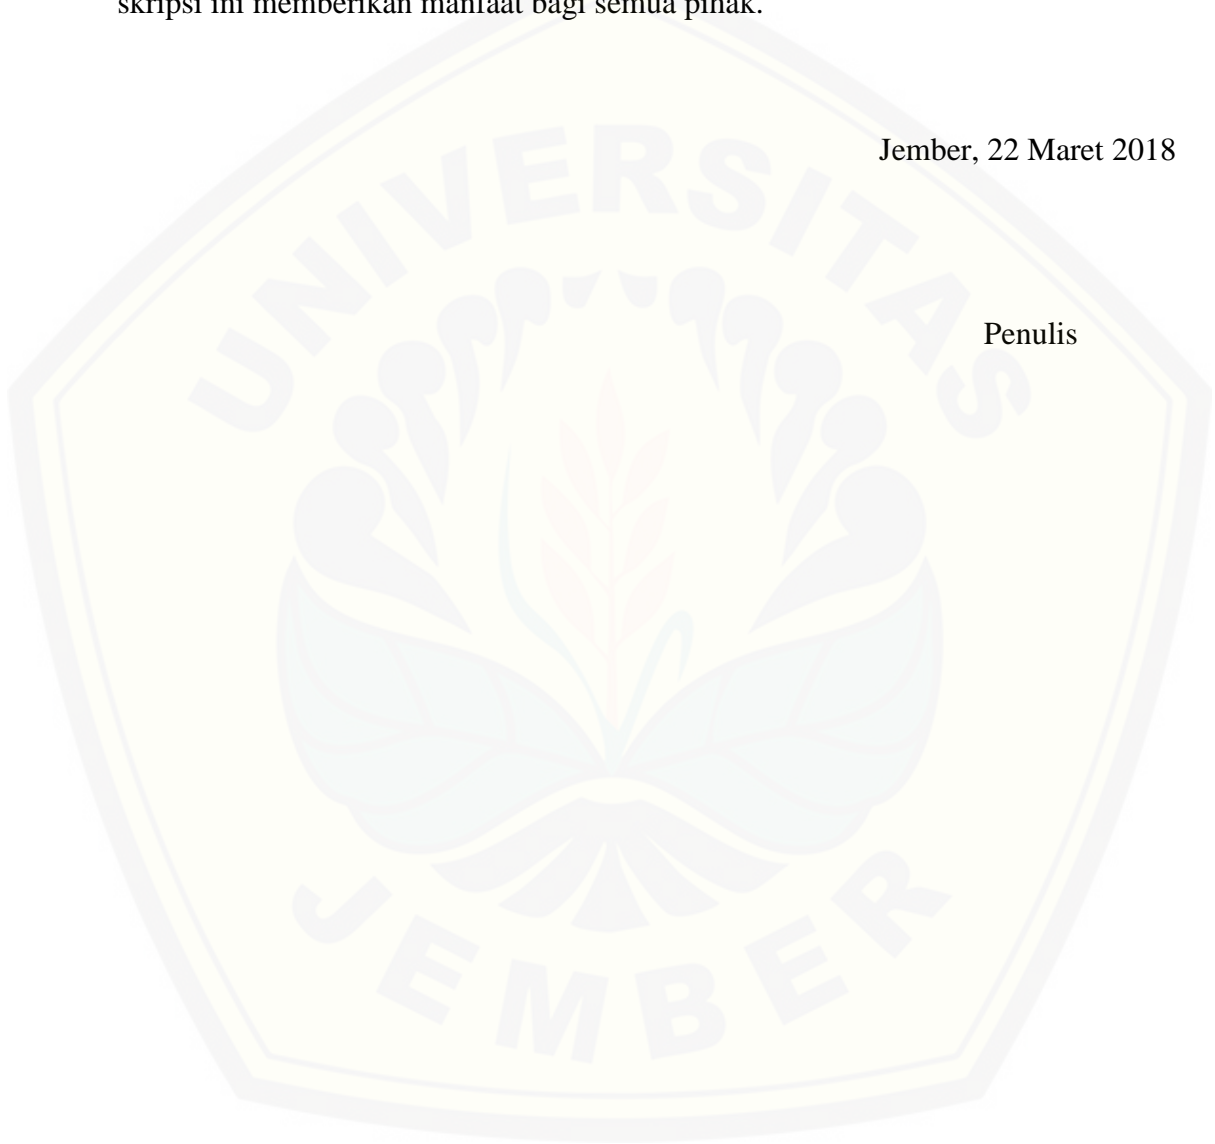 skripsi ini memberikan manfaat bagi semua pihak.
Jember, 22 Maret 2018
Penulis
UNIVERSITAS
JEMBER